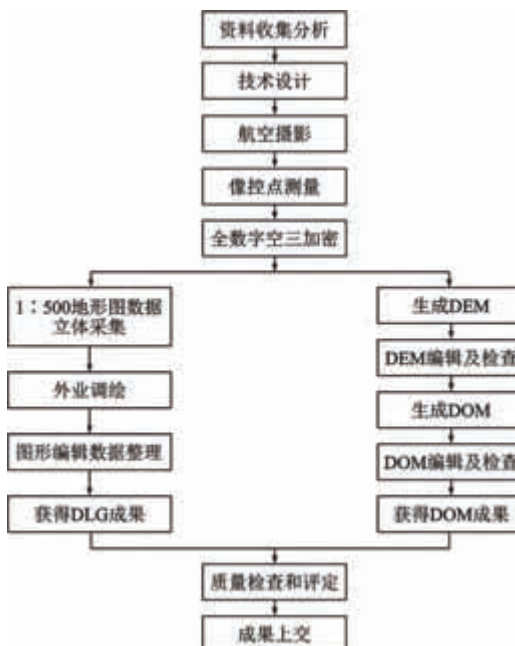 资料收集分析
技术设计
航空摄影
像控点测量
全数字空三加密
1：500地形图数据
立体采集
外业调绘
图形编辑数据整理
获得DLG成果
生成DEM
DEM编辑及检查
生成DOM
DOM编辑及检查
获得DOM成果
质量检查和评定
成果上交